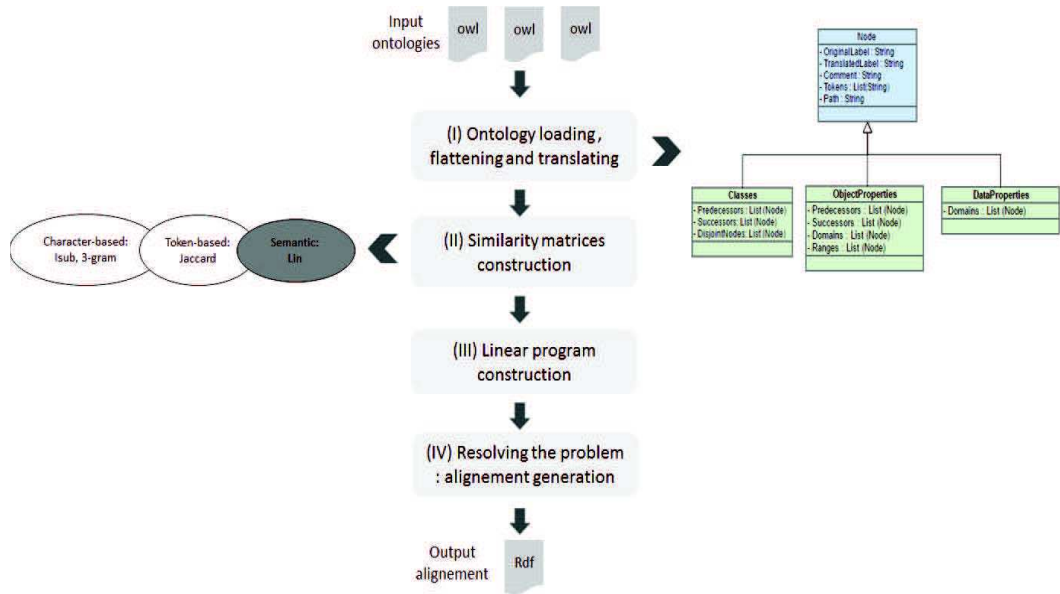 Input
ontologies
owl
owl
owl
Node
- OriginalLabel : String
- TranslatedLabel : String
- Comment : String
- Tokens : List(String)
- Path : String
(I) Ontology loading,
flattening and translating
Classes
- Predecessors : List (Node)
- Successors: List (Node)
- DisjointNodes: List (Node)
ObjectProperties
- Predecessors : List (Node)
- Successors : List (Node)
- Domains : List (Node)
- Ranges : List (Node)
DataProperties
- Domains : List (Node)
Character-based:
Isub, 3-gram
Token-based:
Jaccard
Semantic:
Lin
(II) Similarity matrices
construction
(III) Linear program
construction
(IV) Resolving the problem
: alignement generation
Output
alignement
Rdf